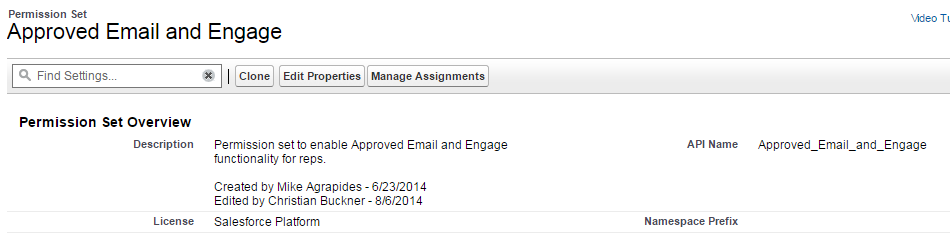 Permission Set
Approved Email and Engage
Video Tu
Find Settings...
Clone
Edit Properties
Manage Assignments
Permission Set Overview
Description Permission set to enable Approved Email and Engage API Name Approved_Email_and_Engage
functionality for reps.
Created by Mike Agrapides - 6/23/2014
Edited by Christian Buckner - 8/6/2014
License Salesforce Platform Namespace Prefix